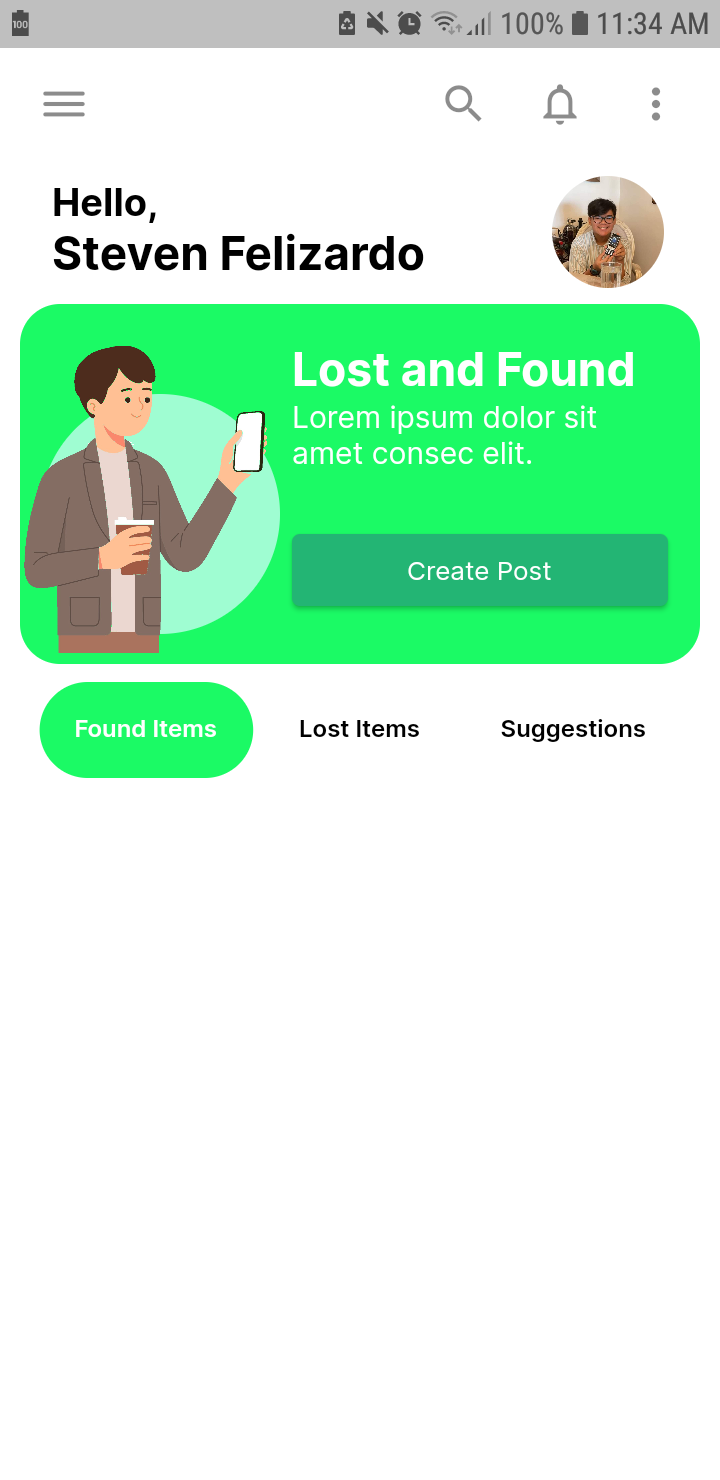 100 100% 11:34 AM
Hello,
Steven Felizardo
Lost and Found
Lorem ipsum dolor sit
amet consec elit.
Create Post
Found Items Lost Items Suggestions